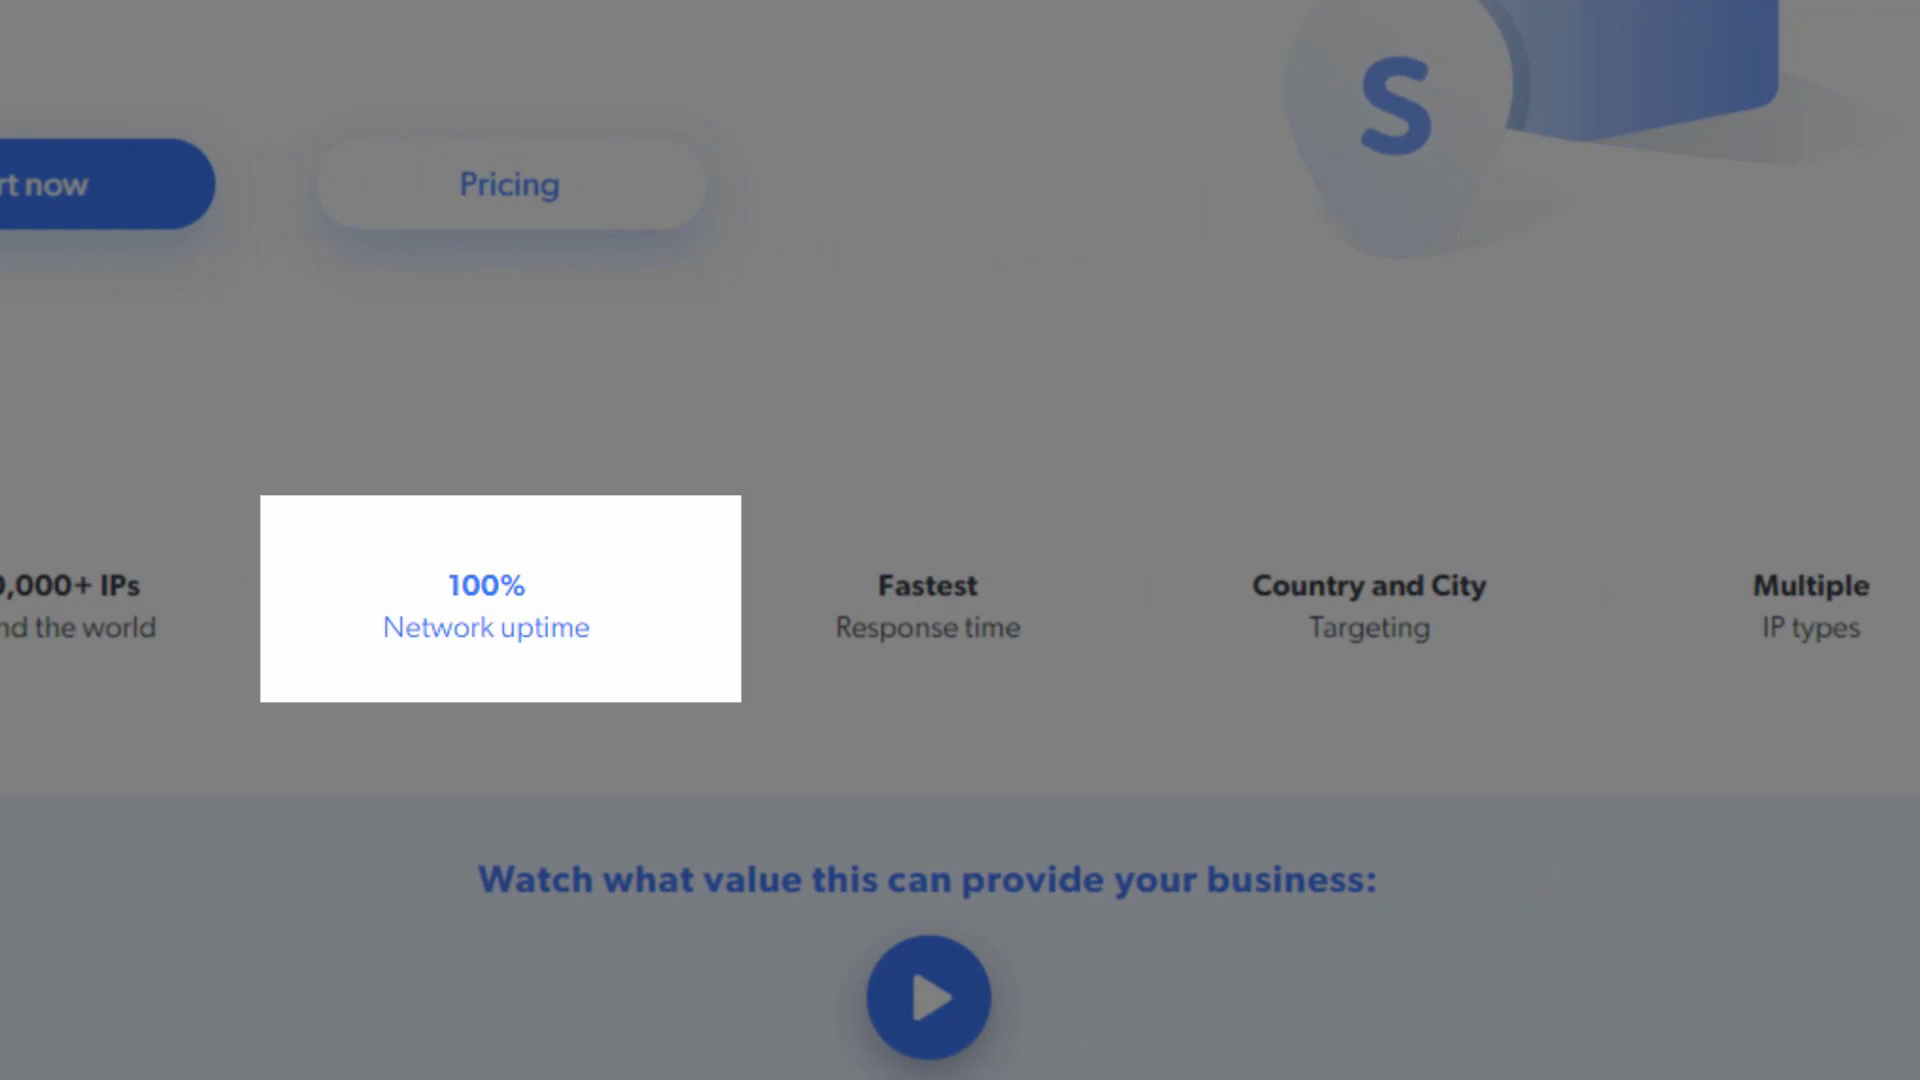 S
rt now
Pricing
0,000+ IPs
nd the world
100%
Network uptime
Fastest
Response time
Country and City
Targeting
Multiple
IP types
Watch what value this can provide your business: